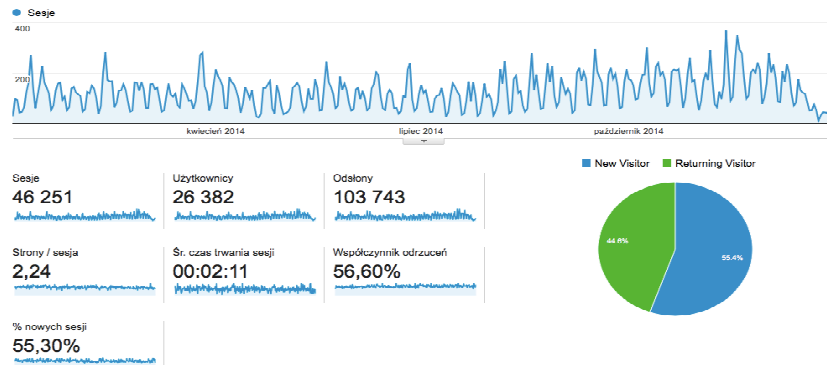 Sesje
400
200
kwiecień 2014
lipiec 2014
październik 2014
New Visitor
Returning Visitor
Sesje
46 251
Użytkownicy
26 382
Odsłony
103 743
Strony / sesja
2,24
Śr. czas trwania sesji
00:02:11
Współczynnik odrzuceń
56,60%
% nowych sesji
55,30%
44.6%
55.4%